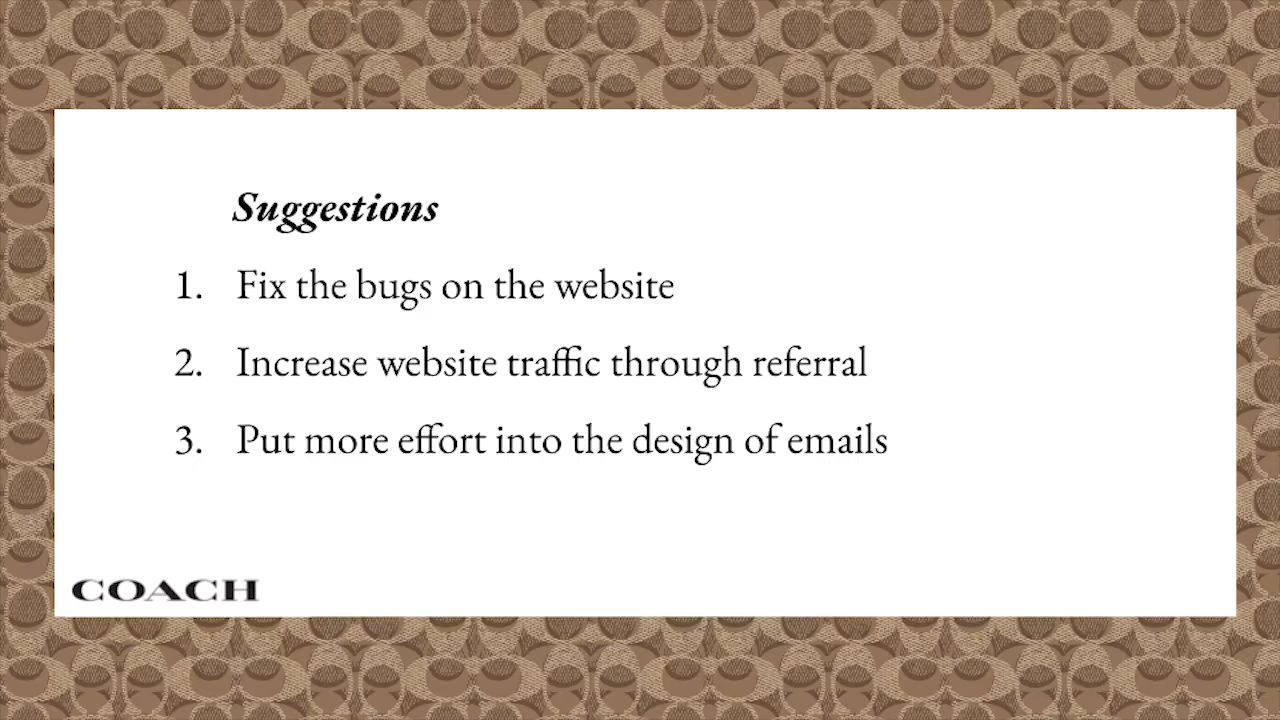 Suggestions
1. Fix the bugs on the website
2. Increase website traffic through referral
3. Put more effort into the design of emails
COACH